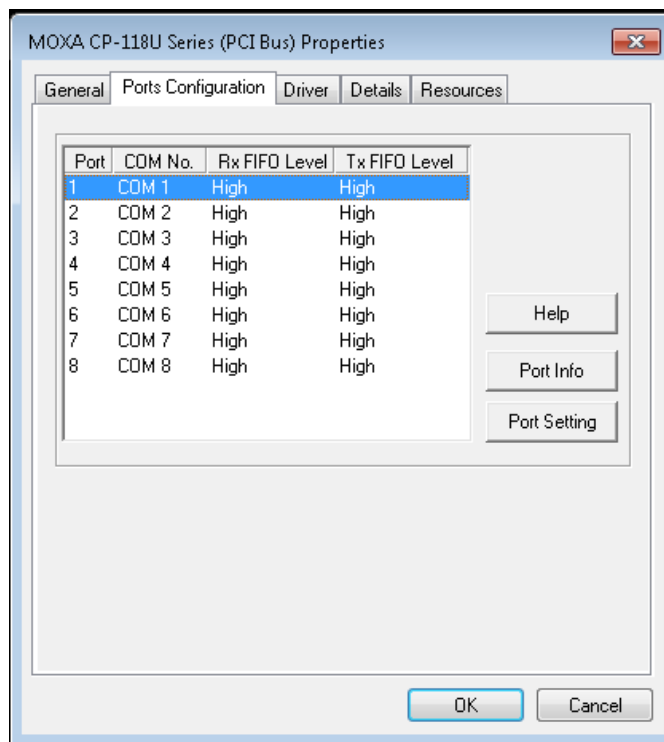 MOXA CP-118U Series (PCI Bus) Properties
General Ports Configuration Driver Details Resources
Port COM No. Rx FIFO Level Tx FIFO Level
1 COM 1 High High
2 COM 2 High High
3 COM 3 High High
4 COM 4 High High
5 COM 5 High High
6 COM 6 High High
7 COM 7 High High
8 COM 8 High High
Help
Port Info
Port Setting
OK Cancel